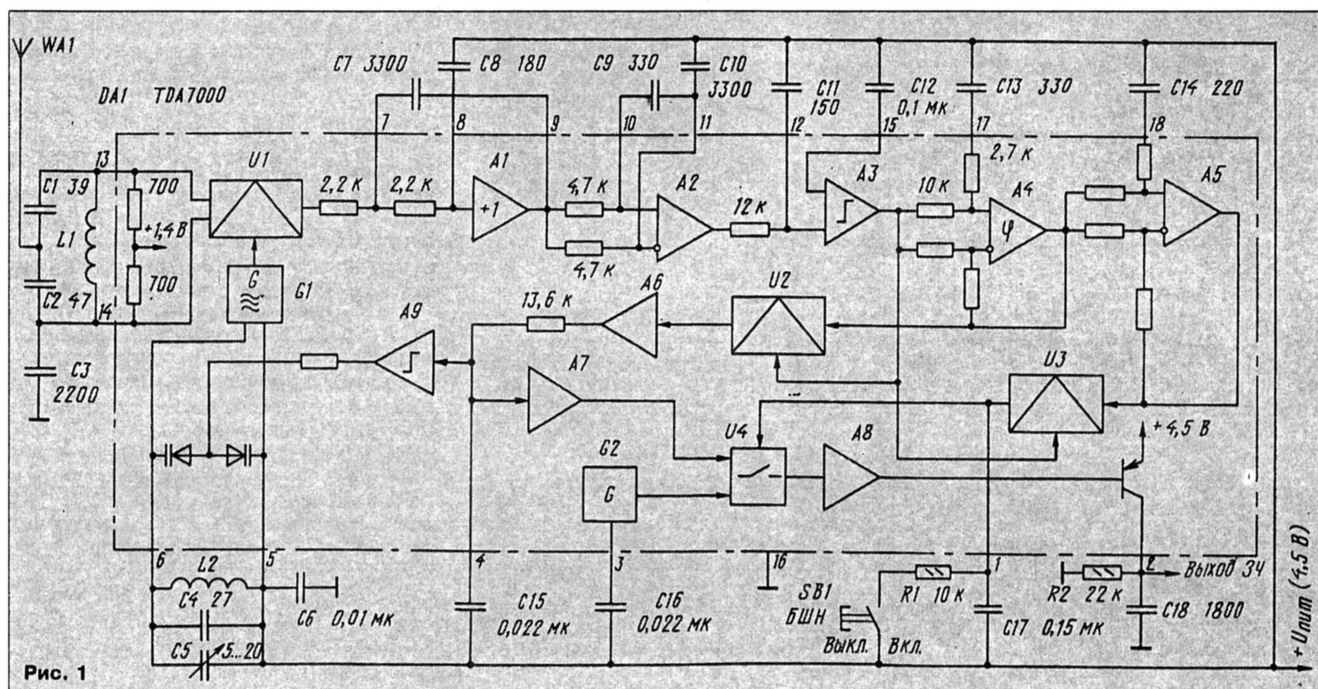 WA1
DA1 TDA7000
C7 3300
C8 180
C9 330
C10
3300
C11
150
C12
0,1 мк
C13 330
C14 220
7
8
9
10
11
12
15
17
18
13
U1
A1
A2
A3
A4
A5
C1 39
700
2,2 к
2,2 к
+1
4,7 к
4,7 к
12 к
10 к
2,7 к
φ
L1
+1,4 В
C2 47
700
14
G
G1
C3
2200
A9
13,6 к
A6
U2
A7
U3
G2
G
U4
A8
+4,5 В
6
5
4
3
16
1
2
L2
C4 27
C5 5...20
C6 0,01 мк
C15
0,022 мк
C16
0,022 мк
SB1
БШН
Выкл. Вкл.
R1 10 к
C17 0,15 мк
R2 22 к
Выход ЗЧ
C18 1800
+Uпит (4,5 В)
Рис. 1